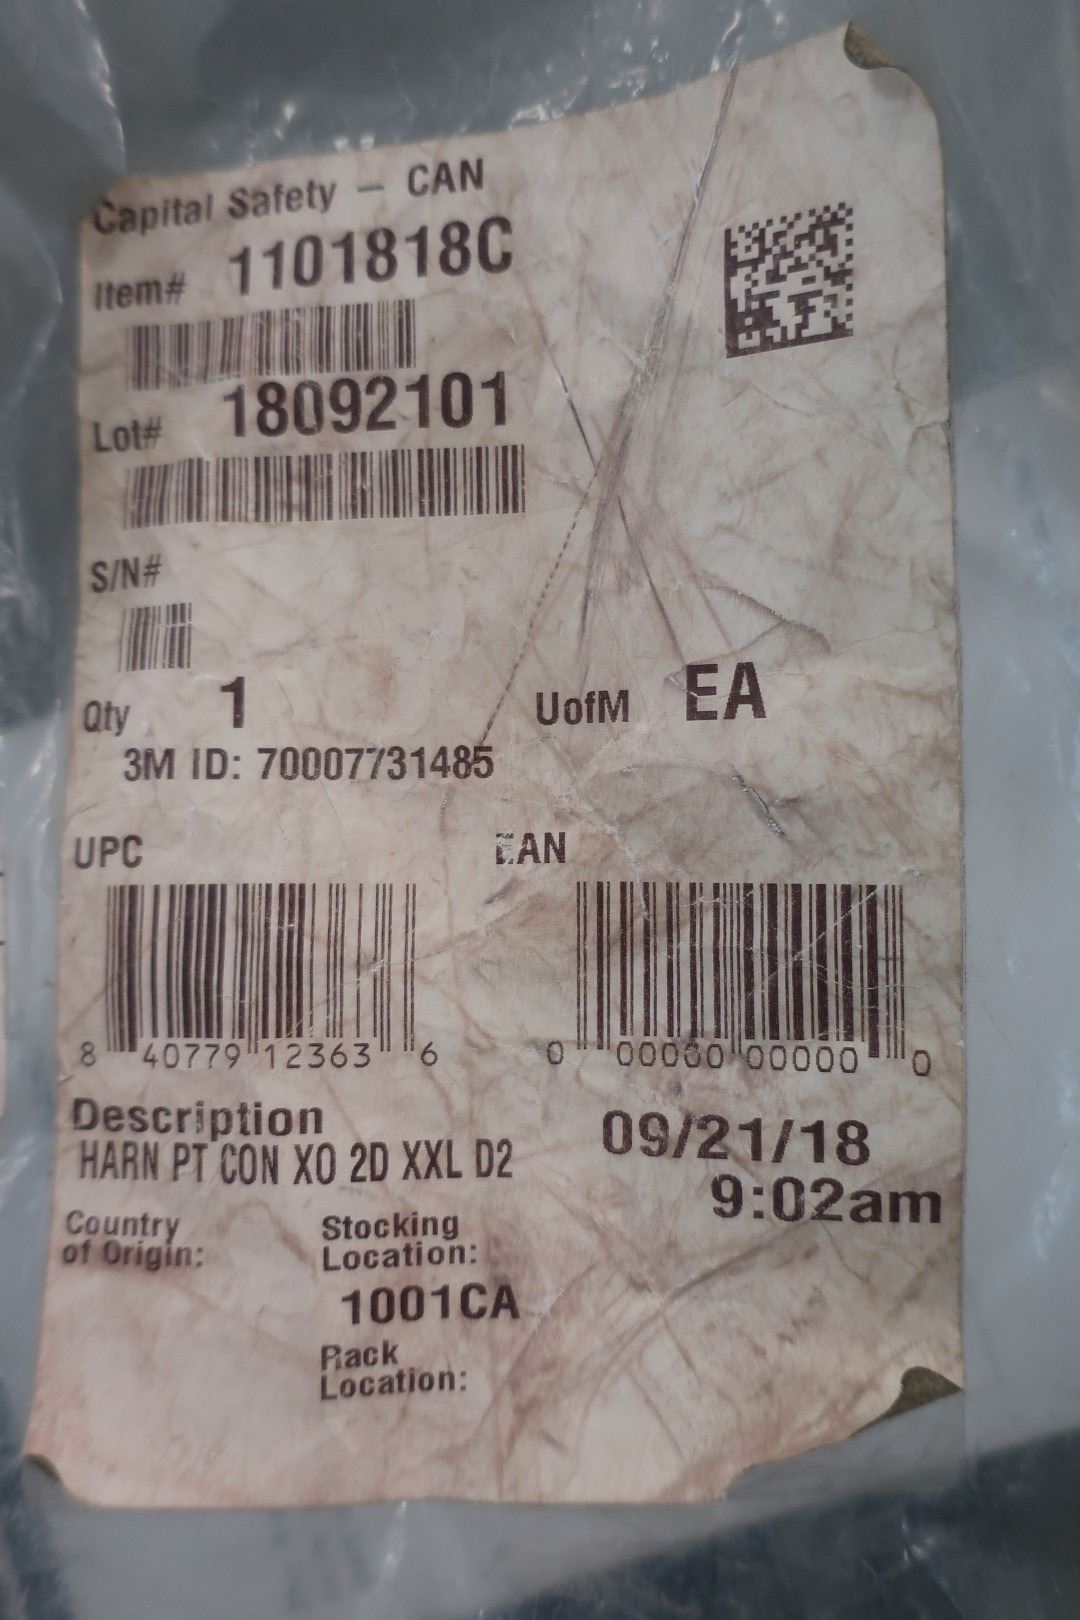 Capital Safety – CAN
Item# 1101818C
Lot# 18092101
S/N#
Qty 1 UofM EA
3M ID: 70007731485
UPC EAN
8 40779 12363 6 0 00000 00000 0
Description 09/21/18
HARN PT CON XO 2D XXL D2
9:02am
Country of Origin:
Stocking Location:
1001CA
Rack Location: